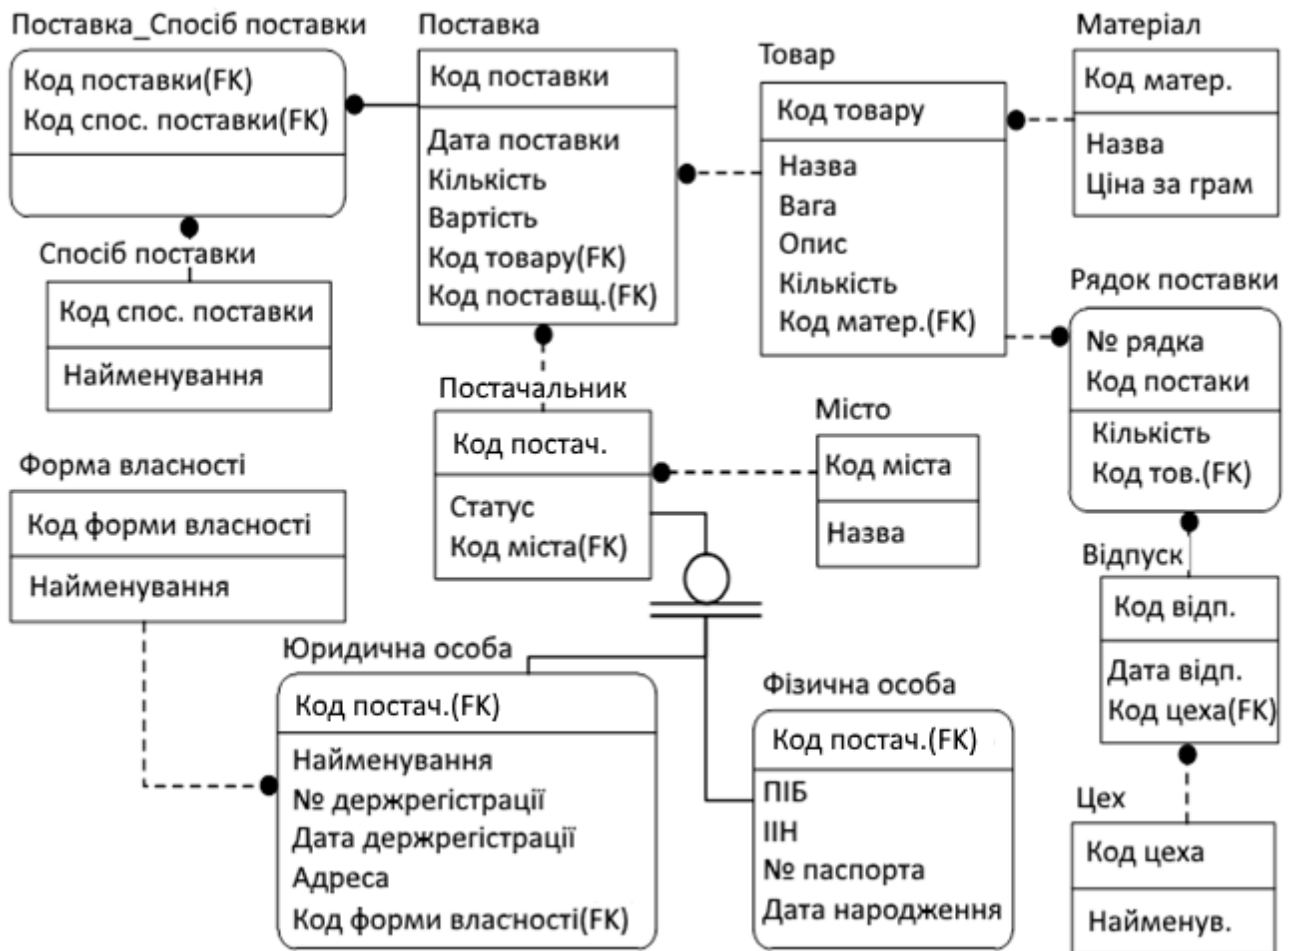 Поставка_Спосіб поставки
Код поставки(FK)
Код спос. поставки(FK)
Поставка
Код поставки
Дата поставки
Кількість
Вартість
Код товару(FK)
Код поставщ.(FK)
Товар
Код товару
Назва
Вага
Опис
Кількість
Код матер.(FK)
Матеріал
Код матер.
Назва
Ціна за грам
Спосіб поставки
Код спос. поставки
Найменування
Рядок поставки
№ рядка
Код постаки
Кількість
Код тов.(FK)
Постачальник
Код постач.
Статус
Код міста(FK)
Місто
Код міста
Назва
Форма власності
Код форми власності
Найменування
Відпуск
Код відп.
Дата відп.
Код цеха(FK)
Юридична особа
Код постач.(FK)
Найменування
№ держрегістрації
Дата держрегістрації
Адреса
Код форми власності(FK)
Фізична особа
Код постач.(FK)
ПІБ
ІІН
№ паспорта
Дата народження
Цех
Код цеха
Найменув.